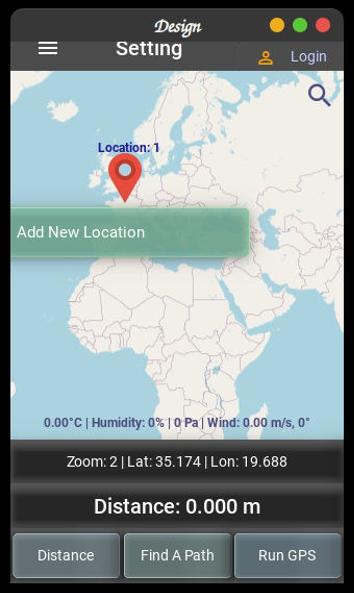 Design
Setting
Login
Location: 1
Add New Location
0.00°C | Humidity: 0% | 0 Pa | Wind: 0.00 m/s, 0°
Zoom: 2 | Lat: 35.174 | Lon: 19.688
Distance: 0.000 m
Distance
Find A Path
Run GPS